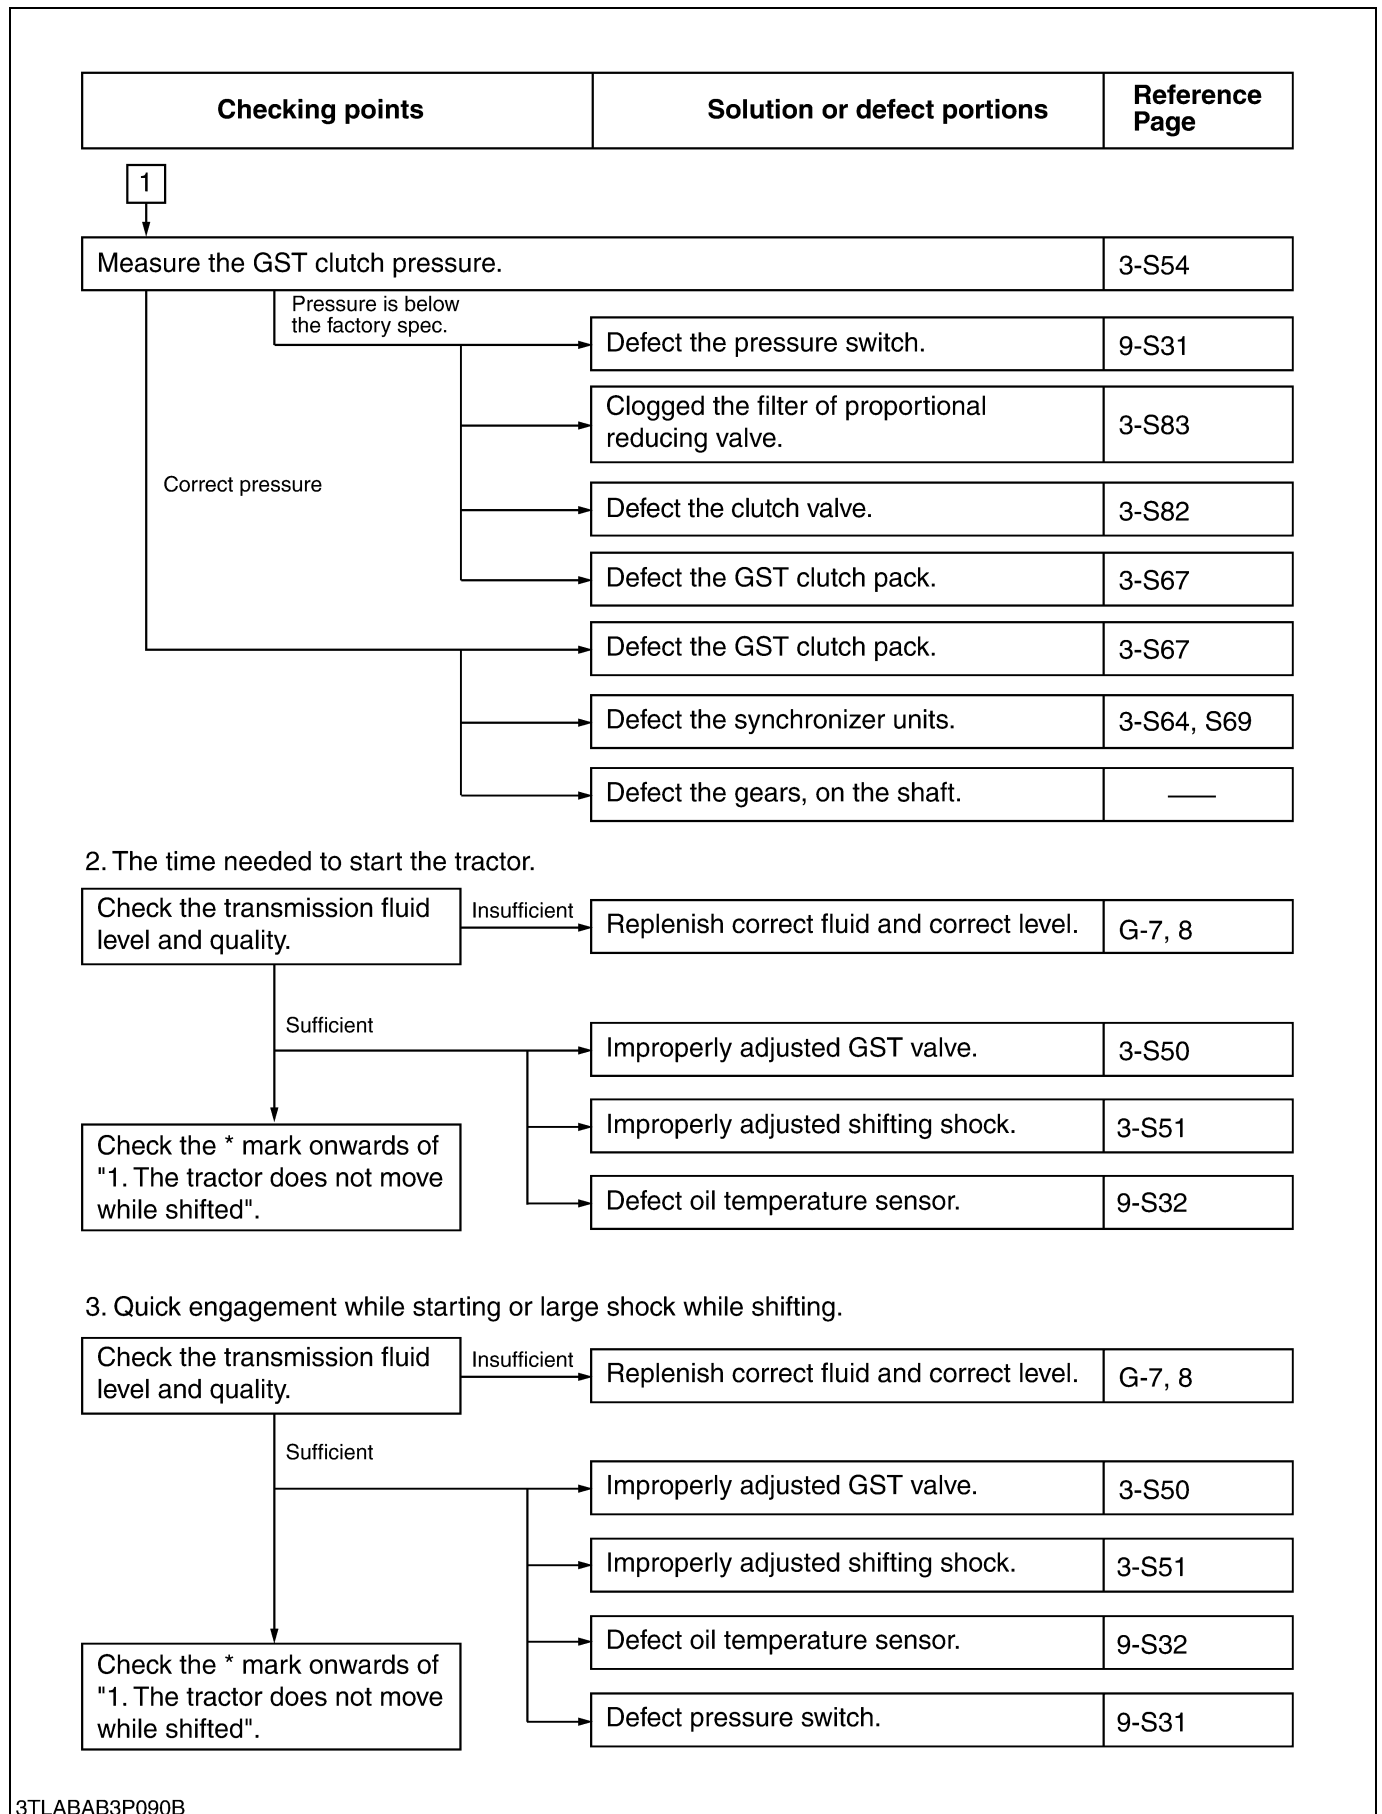 Checking points
Solution or defect portions
Reference
Page
1
Measure the GST clutch pressure.
3-S54
Pressure is below
the factory spec.
Defect the pressure switch.
9-S31
Clogged the filter of proportional
reducing valve.
3-S83
Correct pressure
Defect the clutch valve.
3-S82
Defect the GST clutch pack.
3-S67
Defect the GST clutch pack.
3-S67
Defect the synchronizer units.
3-S64, S69
Defect the gears, on the shaft.
——
2. The time needed to start the tractor.
Check the transmission fluid
level and quality.
Insufficient
Replenish correct fluid and correct level.
G-7, 8
Sufficient
Improperly adjusted GST valve.
3-S50
Improperly adjusted shifting shock.
3-S51
Check the * mark onwards of
"1. The tractor does not move
while shifted".
Defect oil temperature sensor.
9-S32
3. Quick engagement while starting or large shock while shifting.
Check the transmission fluid
level and quality.
Insufficient
Replenish correct fluid and correct level.
G-7, 8
Sufficient
Improperly adjusted GST valve.
3-S50
Improperly adjusted shifting shock.
3-S51
Defect oil temperature sensor.
9-S32
Check the * mark onwards of
"1. The tractor does not move
while shifted".
Defect pressure switch.
9-S31
3TLABAB3P090B